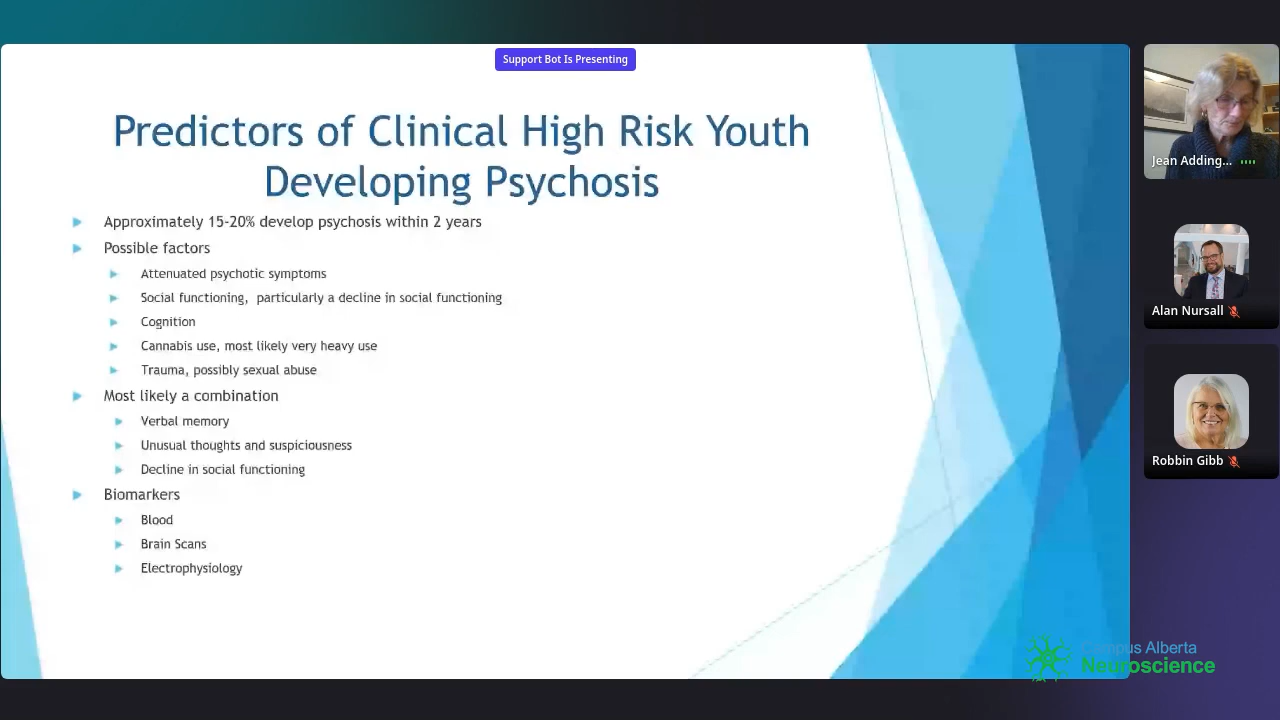 Support Bot Is Presenting
Predictors of Clinical High Risk Youth
Developing Psychosis
Approximately 15-20% develop psychosis within 2 years
Possible factors
Attenuated psychotic symptoms
Social functioning, particularly a decline in social functioning
Cognition
Cannabis use, most likely very heavy use
Trauma, possibly sexual abuse
Most likely a combination
Verbal memory
Unusual thoughts and suspiciousness
Decline in social functioning
Biomarkers
Blood
Brain Scans
Electrophysiology
Jean Adding...
Alan Nursall
Robbin Gibb
Campus Alberta
Neuroscience